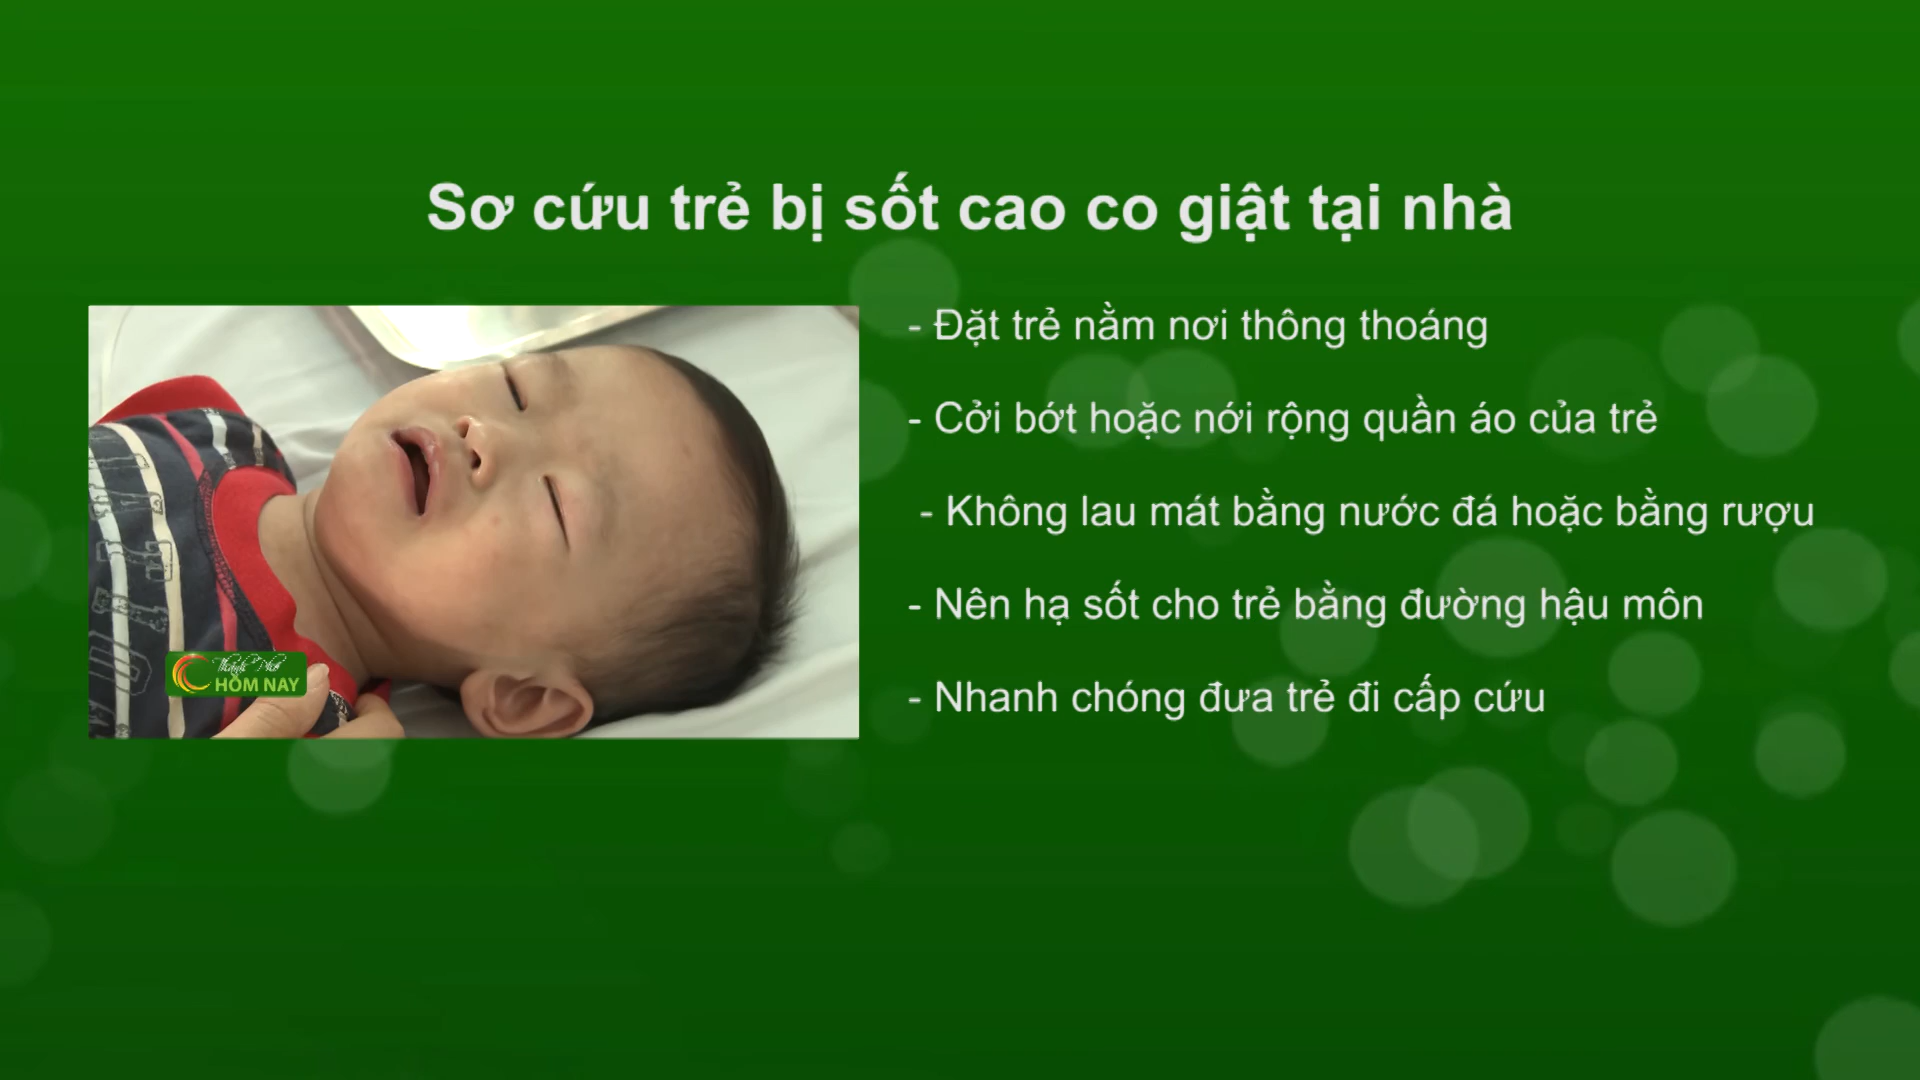 Sơ cứu trẻ bị sốt cao co giật tại nhà
- Đặt trẻ nằm nơi thông thoáng
- Cởi bớt hoặc nới rộng quần áo của trẻ
- Không lau mát bằng nước đá hoặc bằng rượu
- Nên hạ sốt cho trẻ bằng đường hậu môn
- Nhanh chóng đưa trẻ đi cấp cứu
Thành Phố
HÔM NAY